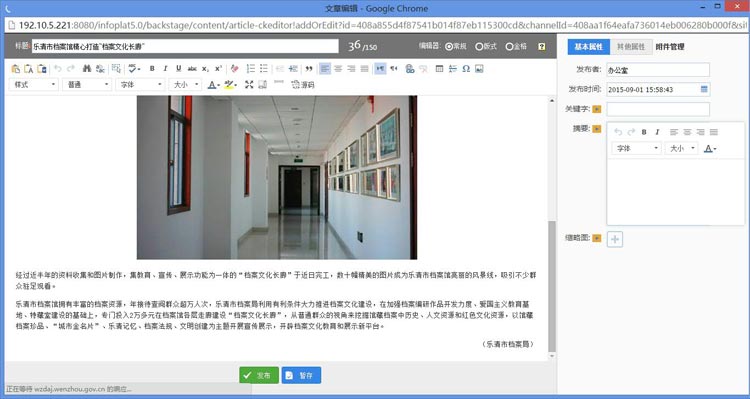 文章编辑 - Google Chrome
192.10.5.221:8080/infoplat5.0/backstage/content/article-ckeditor!addOrEdit?id=408a855d4f87541b014f87eb115300cd&channelId=408aa1f64eafa736014eb006280b000f&si
标题: 乐清市档案馆精心打造"档案文化长廊" 36/150 编辑器: 常规 版式 金格
基本属性 其他属性 附件管理
样式 普通 字体 大小 源码
发布者: 办公室
发布时间: 2015-09-01 15:58:43
关键字:
摘要:
字体 大小
缩略图:
经过近半年的资料收集和图片制作，集教育、宣传、展示功能为一体的“档案文化长廊”于近日完工，数十幅精美的图片成为乐清市档案馆亮丽的风景线，吸引不少群
众驻足观看。
乐清市档案馆拥有丰富的档案资源，年接待查阅群众超万人次，乐清市档案局利用有利条件大力推进档案文化建设，在加强档案编研作品开发力度、爱国主义教育基
地、特藏室建设的基础上，专门投入2万多元在档案馆各层走廊建设“档案文化长廊”，从普通群众的视角来挖掘馆藏档案中历史、人文资源和红色文化资源，以馆藏
档案珍品、“城市金名片”、乐清记忆、档案法规、文明创建为主题开展宣传展示，开辟档案文化教育和展示新平台。
（乐清市档案局）
发布 暂存
正在等待 wzdaj.wenzhou.gov.cn 的响应...